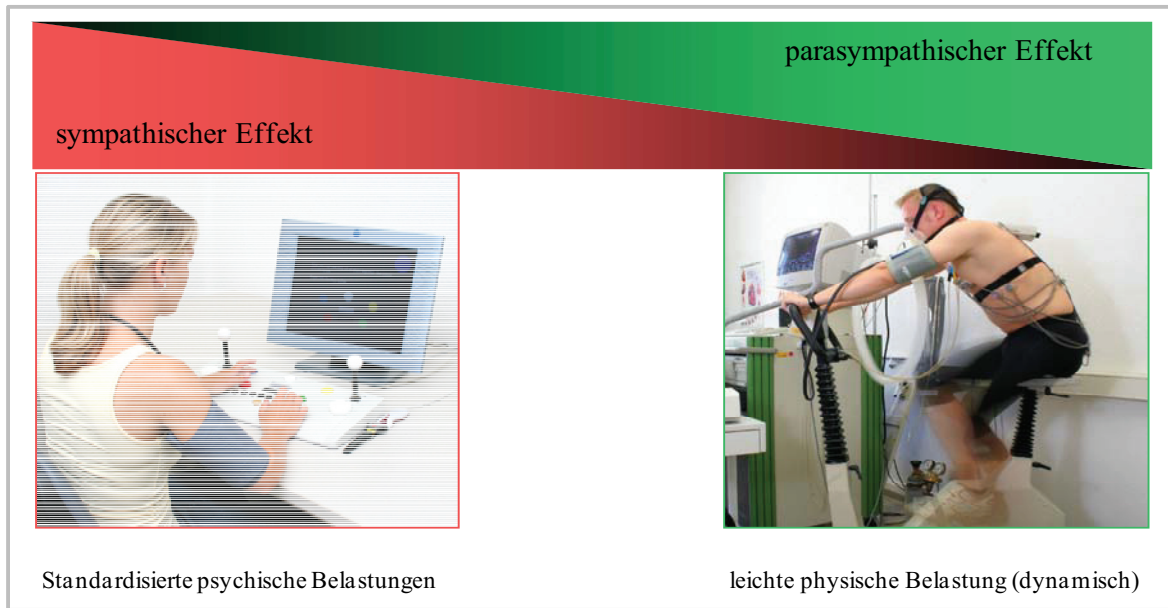 parasympathischer Effekt
sympathischer Effekt
Standardisierte psychische Belastungen
leichte physische Belastung (dynamisch)